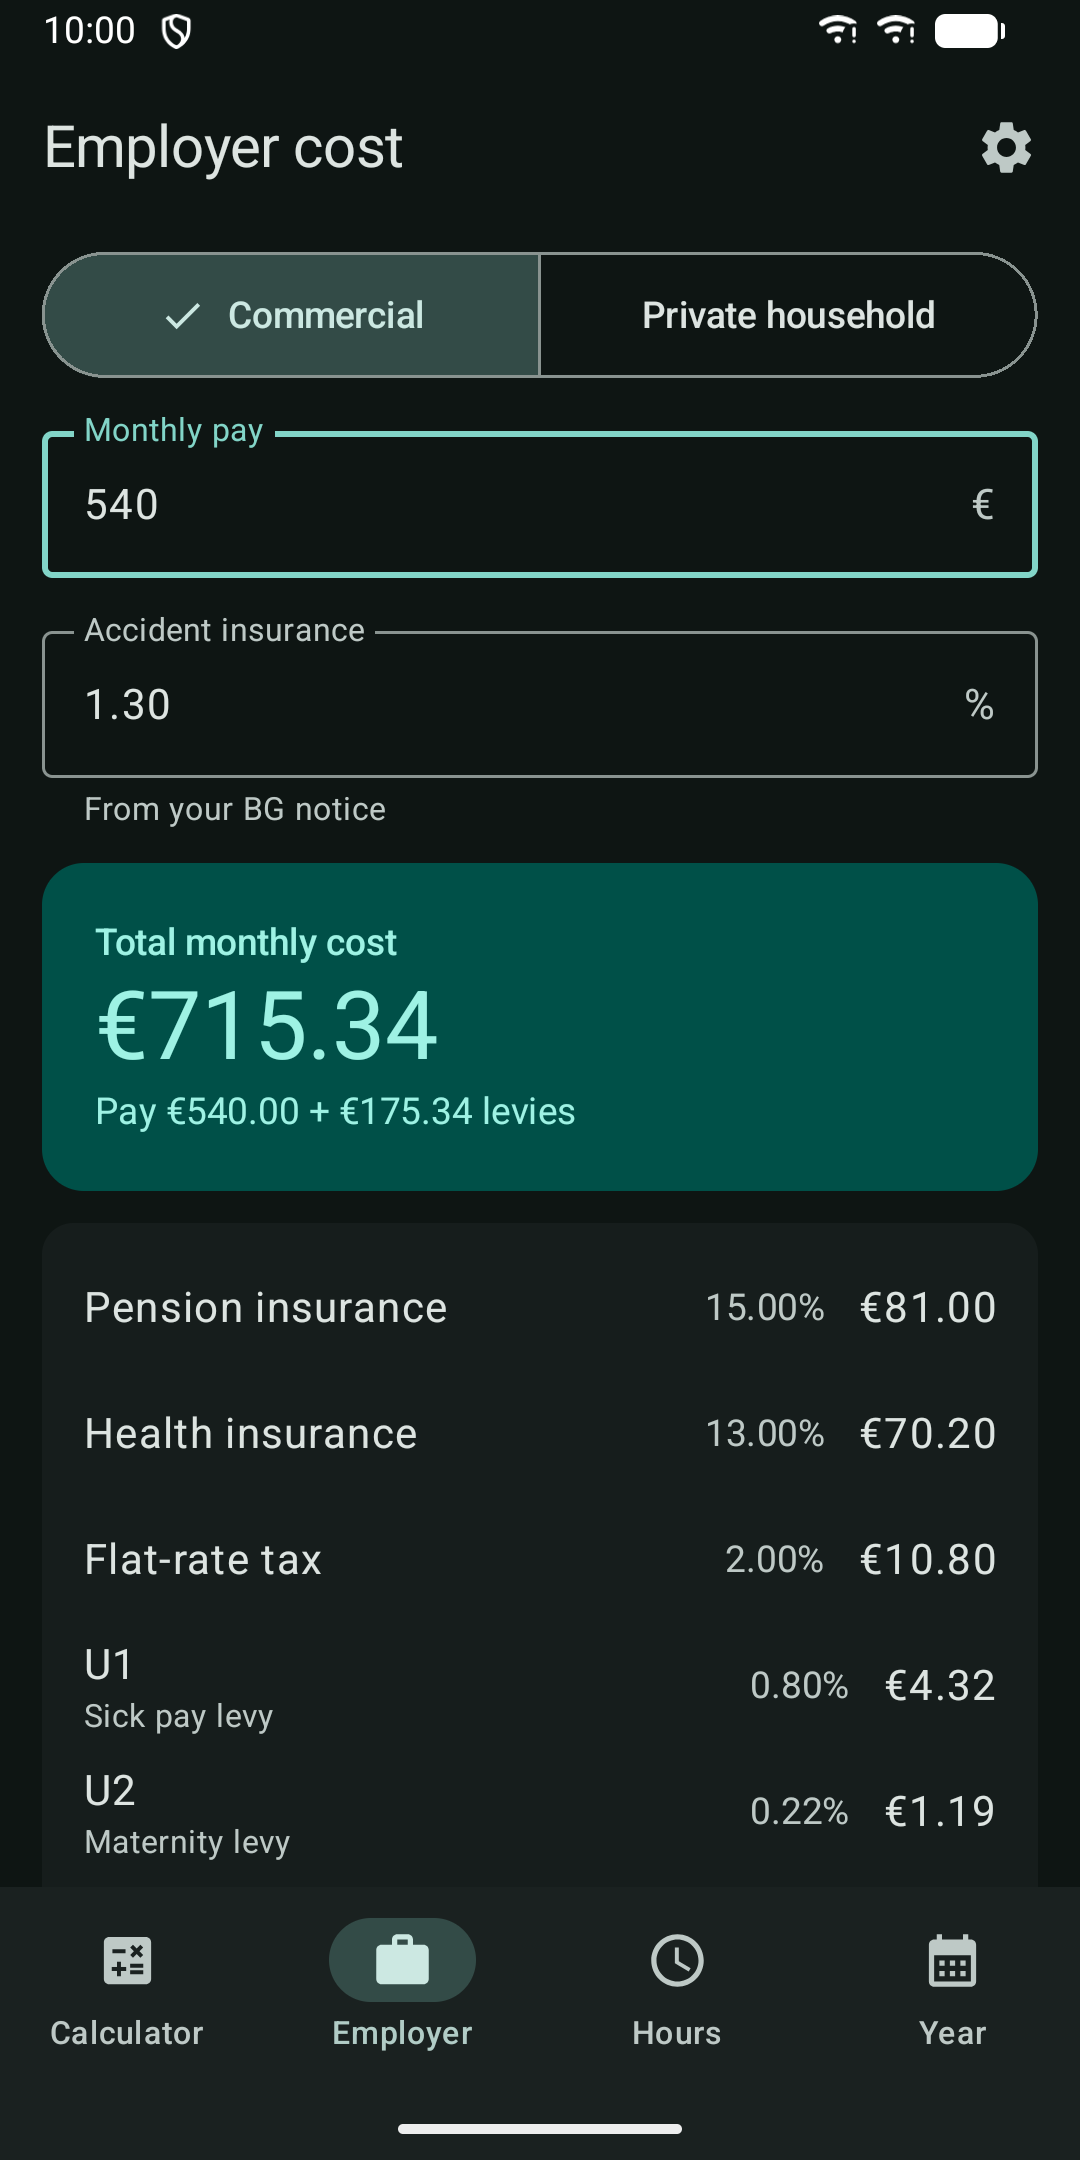 10:00
Employer cost
Commercial
Private household
Monthly pay
540 €
Accident insurance
1.30 %
From your BG notice
Total monthly cost
€715.34
Pay €540.00 + €175.34 levies
Pension insurance 15.00% €81.00
Health insurance 13.00% €70.20
Flat-rate tax 2.00% €10.80
U1
Sick pay levy
0.80% €4.32
U2
Maternity levy
0.22% €1.19
Calculator
Employer
Hours
Year